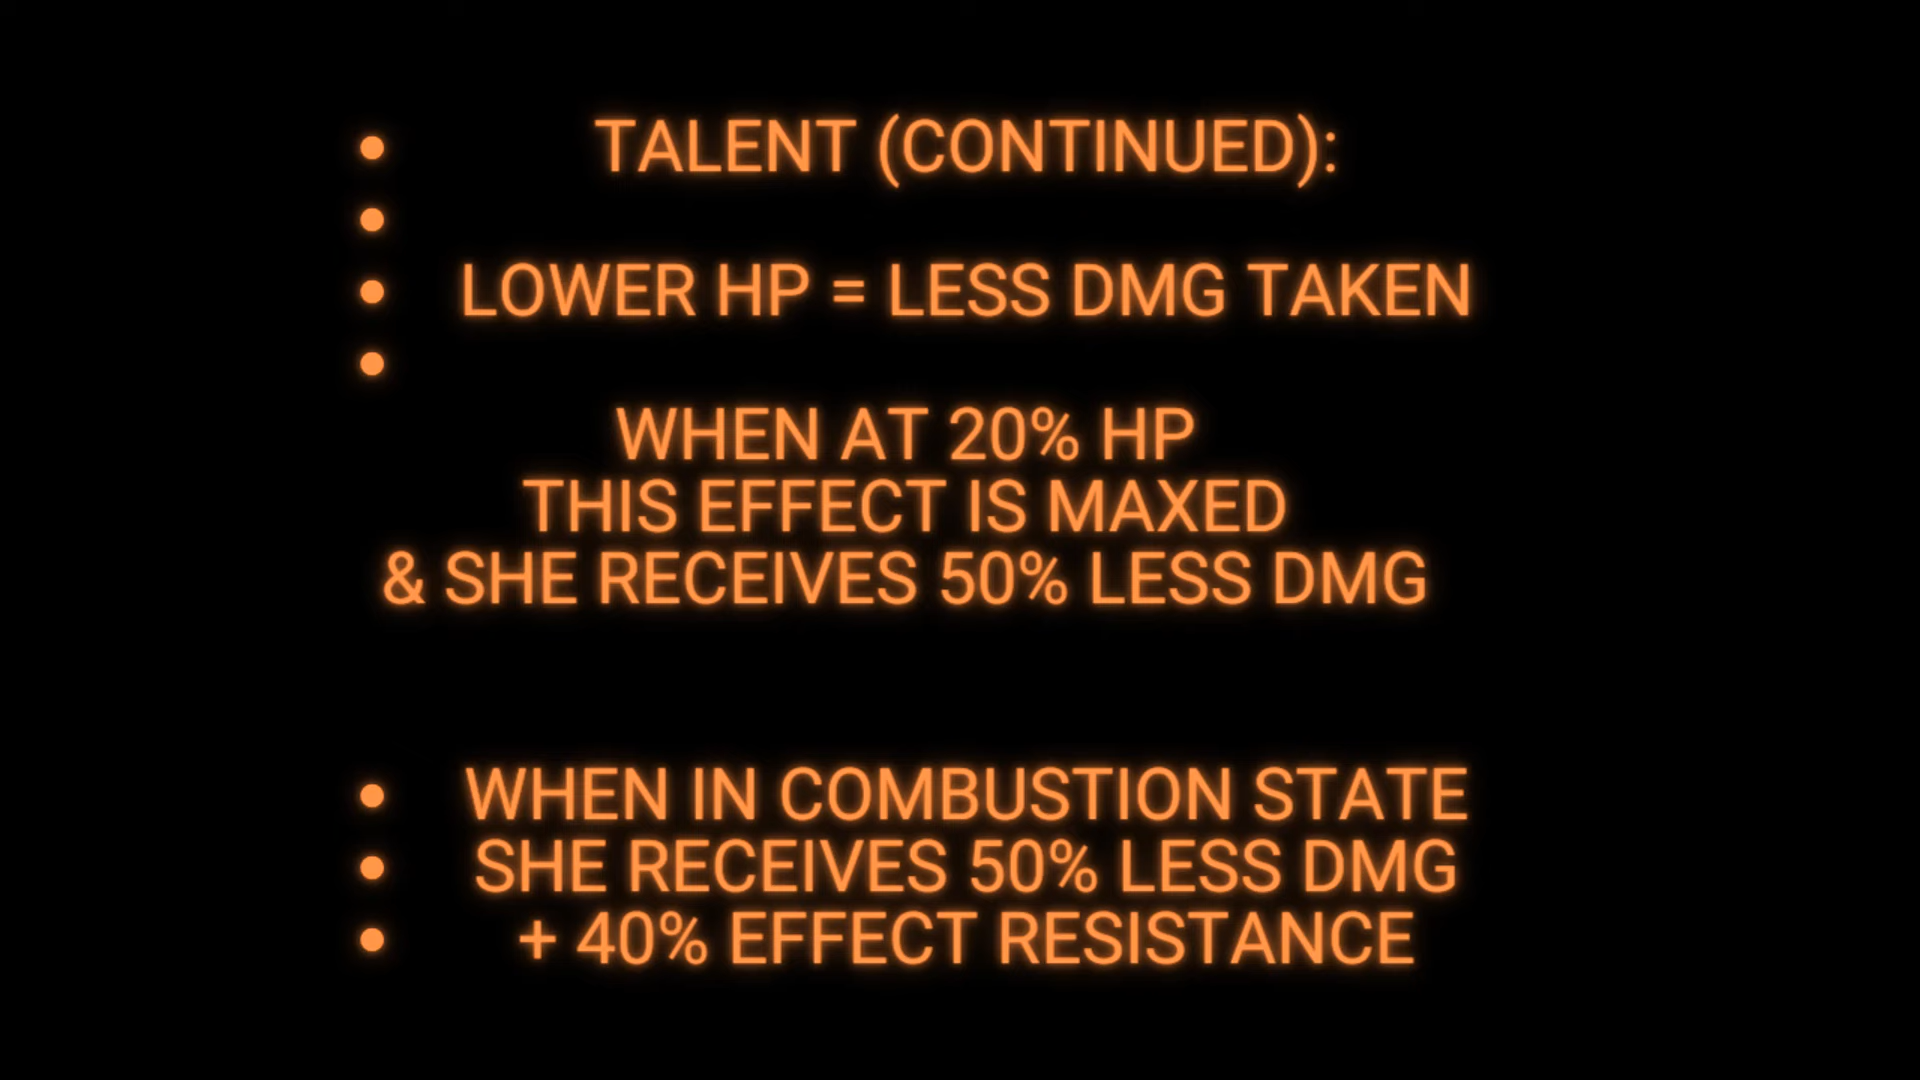 • TALENT (CONTINUED):
•
• LOWER HP = LESS DMG TAKEN
•
WHEN AT 20% HP
THIS EFFECT IS MAXED
& SHE RECEIVES 50% LESS DMG
• WHEN IN COMBUSTION STATE
• SHE RECEIVES 50% LESS DMG
• + 40% EFFECT RESISTANCE